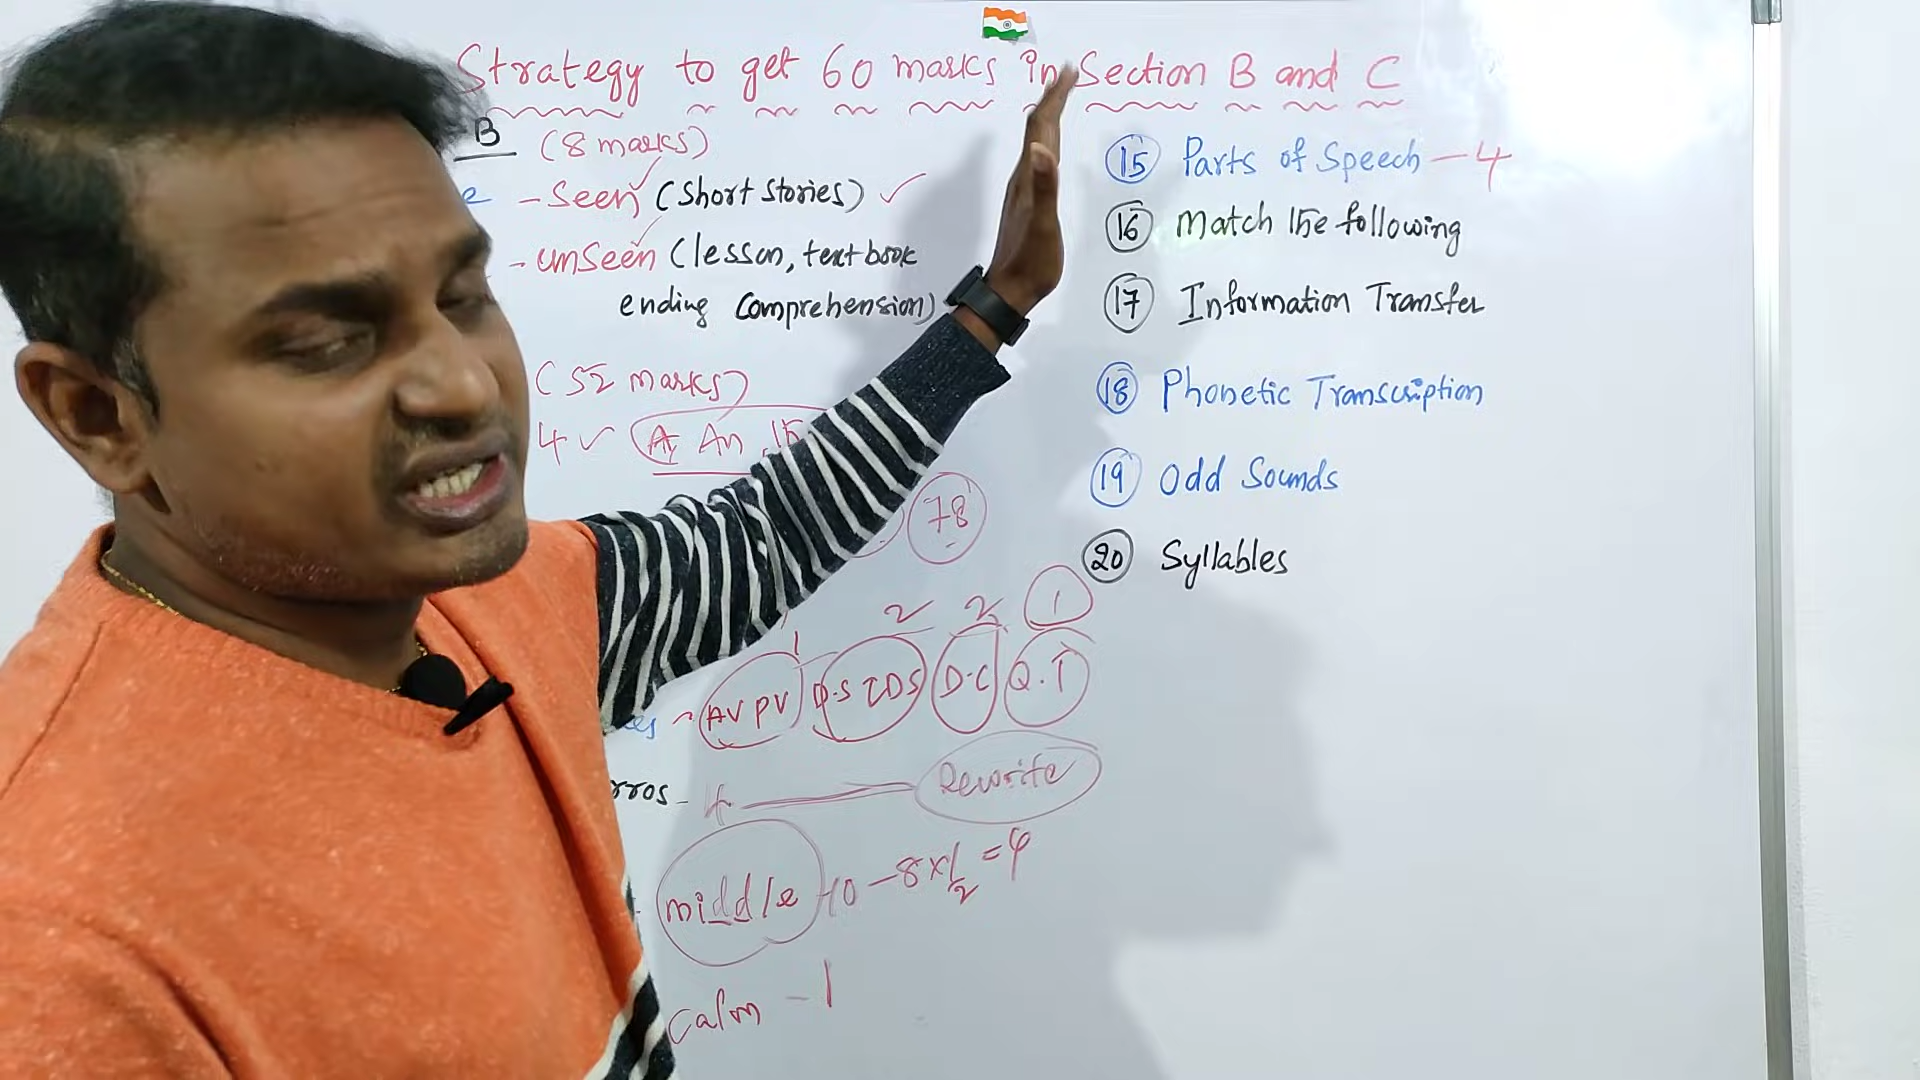 Strategy to get 60 marks in Section B and C
B (8 marks)
- Seen (Short Stories) ✓
- unseen (lesson, text book
ending Comprehension)
(52 marks)
4 ✓ A, An,
78
2 2 1
1
AV PV D.S IDS D.C Q.T
rros - 4 Rewrite
middle 10 - 8 x 1/2 = 4
calm - 1
15 Parts of Speech - 4
16 Match the following
17 Information Transfer
18 Phonetic Transcription
19 Odd Sounds
20 Syllables